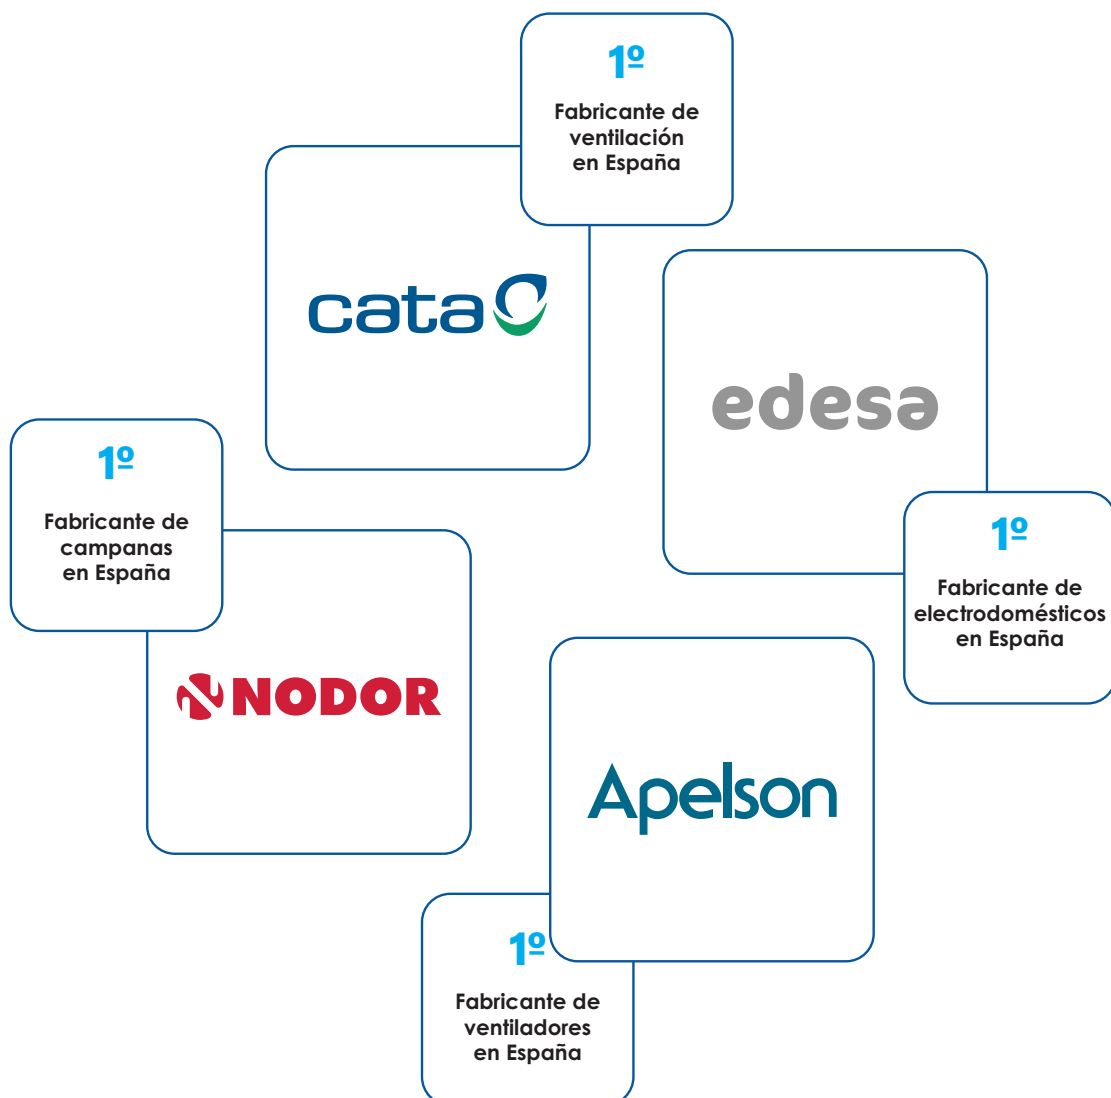 1º
Fabricante de
ventilación
en España
cata
edesa
1º
Fabricante de
electrodomésticos
en España
1º
Fabricante de
campanas
en España
NODOR
Apelson
1º
Fabricante de
ventiladores
en España